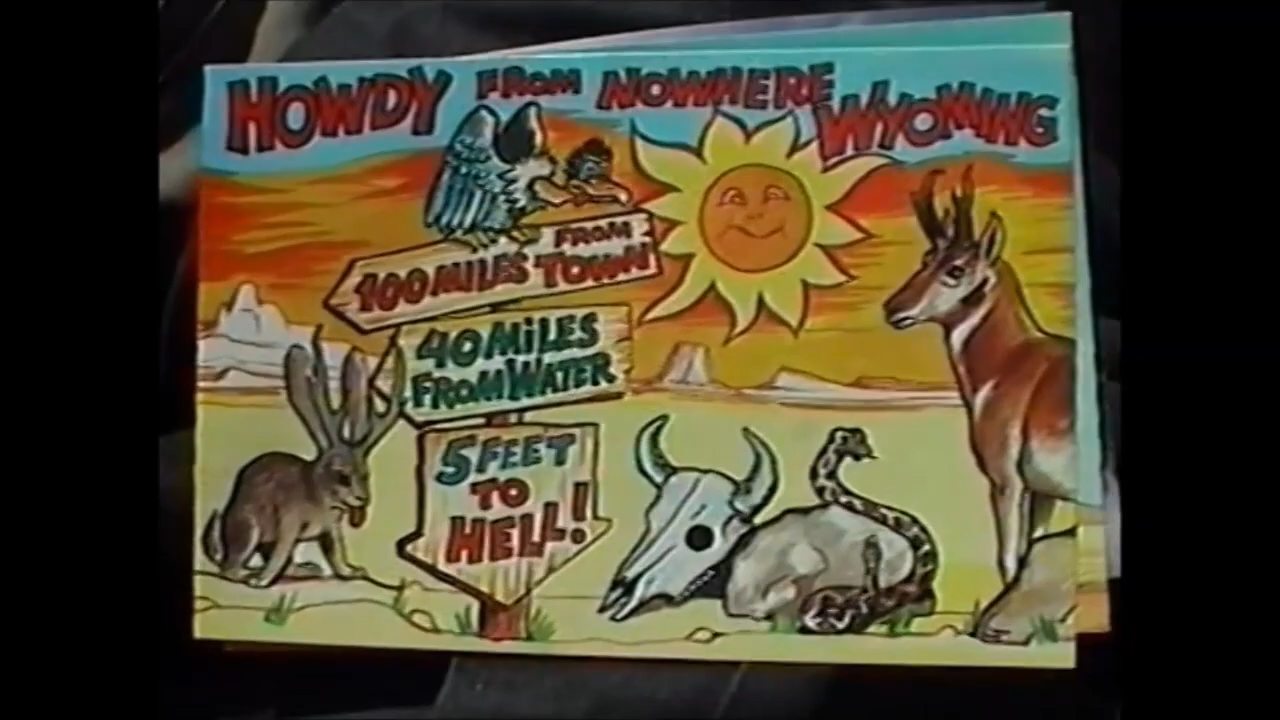 HOWDY FROM NOWHERE WYOMING
FROM
100 MILES TOWN
40 MILES
FROM WATER
5 FEET
TO
HELL!